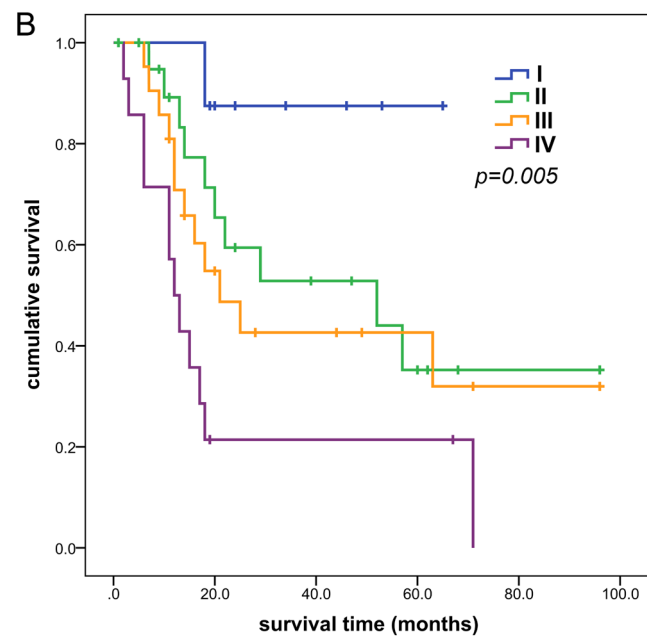 B
1.0
0.8
0.6
0.4
0.2
0.0
cumulative survival
I
II
III
IV
p=0.005
.0 20.0 40.0 60.0 80.0 100.0
survival time (months)